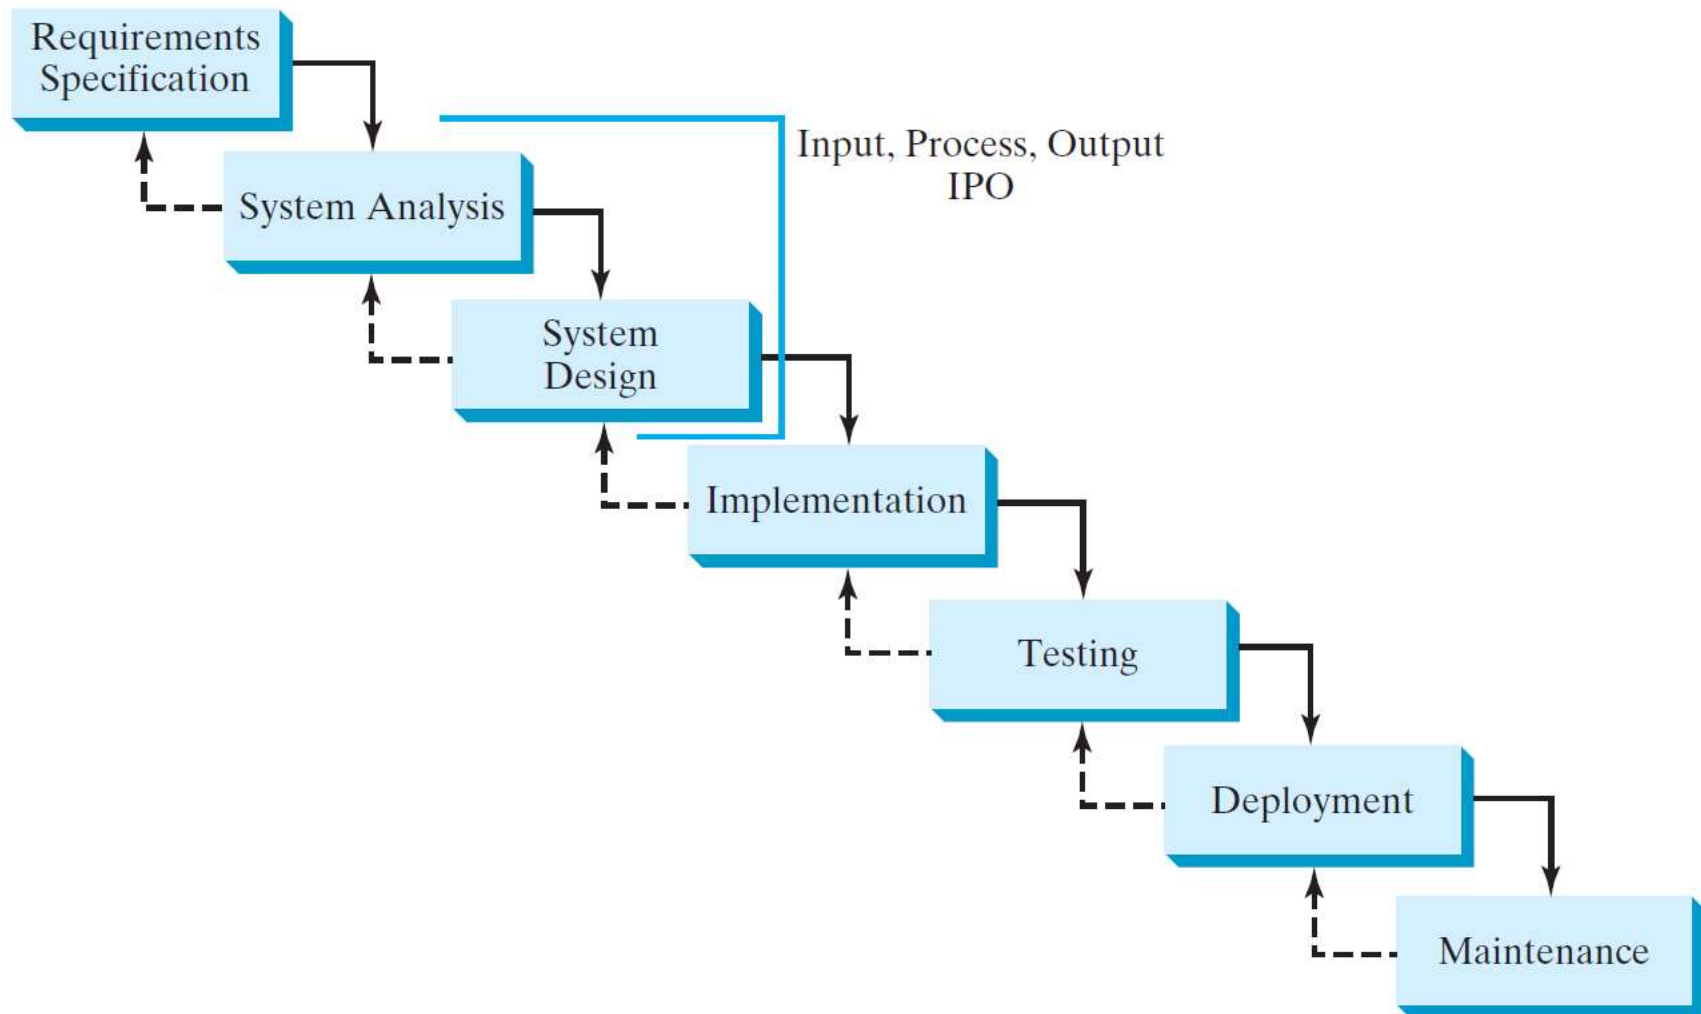 Requirements
Specification
Input, Process, Output
IPO
System Analysis
System
Design
Implementation
Testing
Deployment
Maintenance